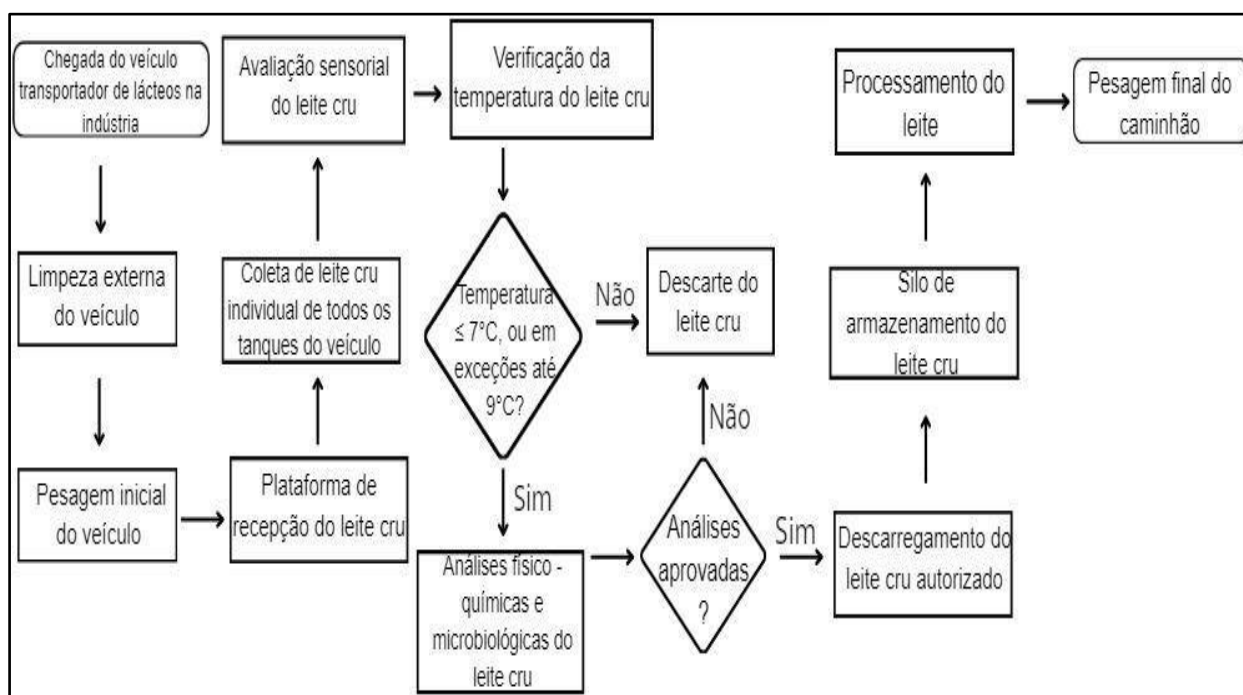 Chegada do veículo
transportador de lácteos na
indústria
Limpeza externa
do veículo
Pesagem inicial
do veículo
Plataforma de
recepção do leite cru
Coleta de leite cru
individual de todos os
tanques do veículo
Avaliação sensorial
do leite cru
Verificação da
temperatura do leite cru
Temperatura
≤ 7°C, ou em
exceções até
9°C?
Não
Descarte do
leite cru
Sim
Análises físico -
químicas e
microbiológicas do
leite cru
Análises
aprovadas
?
Não
Sim
Descarregamento do
leite cru autorizado
Silo de
armazenamento do
leite cru
Processamento do
leite
Pesagem final do
caminhão